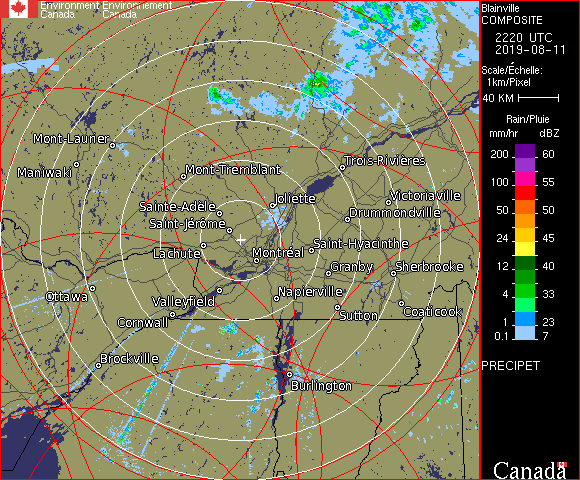 Environment Environnement
Canada Canada
Blainville
COMPOSITE
2220 UTC
2019-08-11
Scale/Échelle:
1km/Pixel
40 KM
Rain/Pluie
mm/hr dBZ
200 60
100 55
50 50
24 45
12 40
8 33
4 28
1 23
0.1 7
PRECIPET
Canada
Mont-Laurier
Maniwaki
Mont-Tremblant
Trois-Rivieres
Sainte-Adele
Joliette
Victoriaville
Saint-Jérôme
Drummondville
Lachute
Montréal
Saint-Hyacinthe
Granby
Sherbrooke
Ottawa
Valleyfield
Napierville
Cornwall
Sutton
Coaticook
Brockville
Burlington